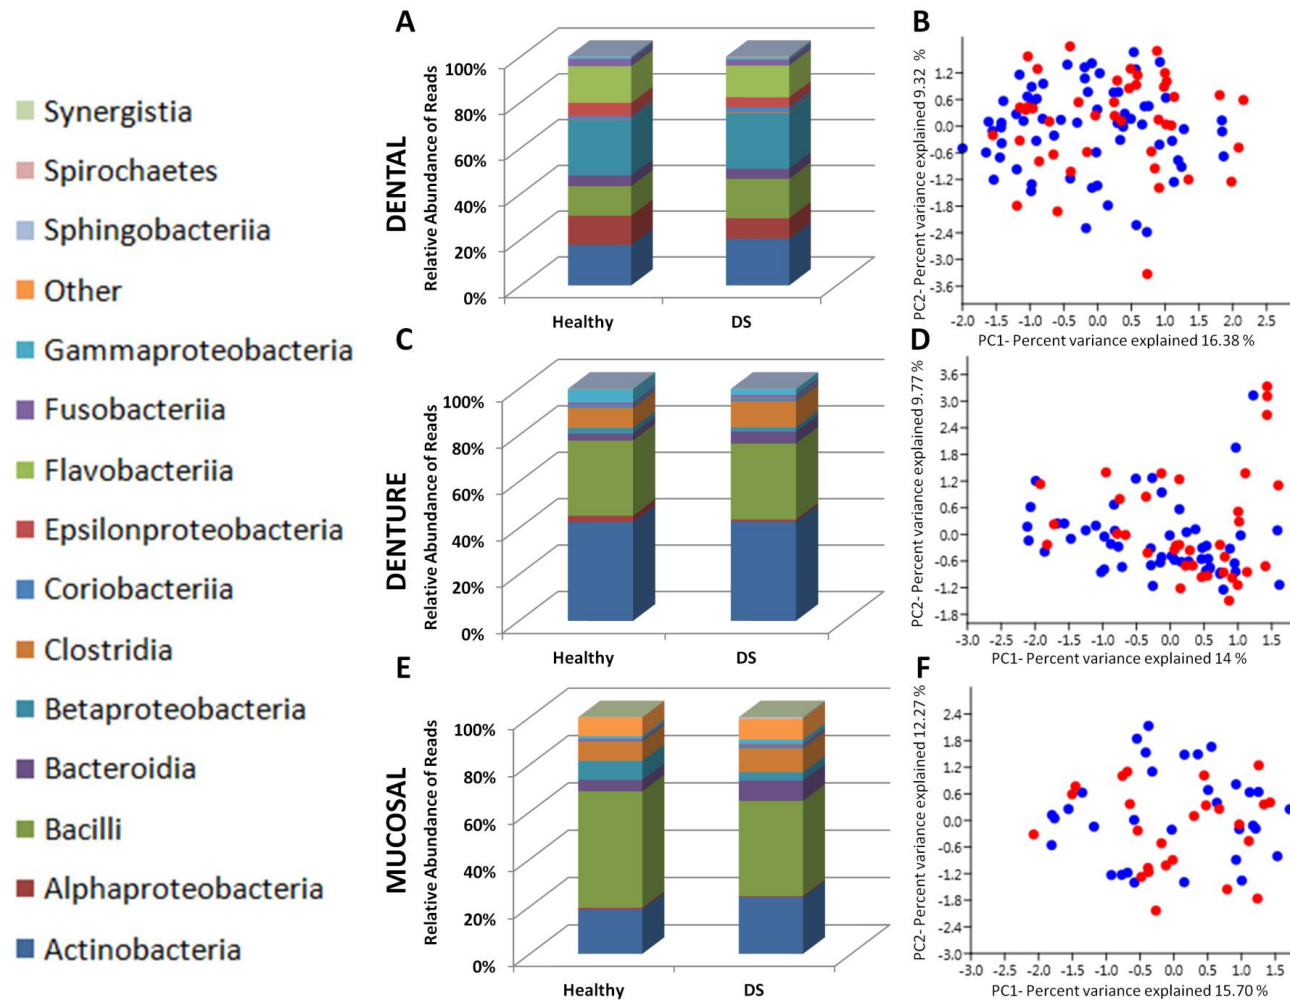 Synergistia
Spirochaetes
Sphingobacteriia
Other
Gammaproteobacteria
Fusobacteriia
Flavobacteriia
Epsilonproteobacteria
Coriobacteriia
Clostridia
Betaproteobacteria
Bacteroidia
Bacilli
Alphaproteobacteria
Actinobacteria
A
DENTAL
Relative Abundance of Reads
100%
80%
60%
40%
20%
0%
Healthy DS
B
PC2- Percent variance explained 9.32 %
1.2
0.6
0.0
-0.6
-1.2
-1.8
-2.4
-3.0
-3.6
-2.0 -1.5 -1.0 -0.5 0.0 0.5 1.0 1.5 2.0 2.5
PC1- Percent variance explained 16.38 %
C
DENTURE
Relative Abundance of Reads
100%
80%
60%
40%
20%
0%
Healthy DS
D
PC2- Percent variance explained 9.77 %
3.6
3.0
2.4
1.8
1.2
0.6
0.0
-0.6
-1.2
-1.8
-3.0 -2.5 -2.0 -1.5 -1.0 -0.5 0.0 0.5 1.0 1.5
PC1- Percent variance explained 14 %
E
MUCOSAL
Relative Abundance of Reads
100%
80%
60%
40%
20%
0%
Healthy DS
F
PC2- Percent variance explained 12.27 %
2.4
1.8
1.2
0.6
0.0
-0.6
-1.2
-1.8
-2.4
-3.0
-3.0 -2.5 -2.0 -1.5 -1.0 -0.5 0.0 0.5 1.0 1.5
PC1- Percent variance explained 15.70 %